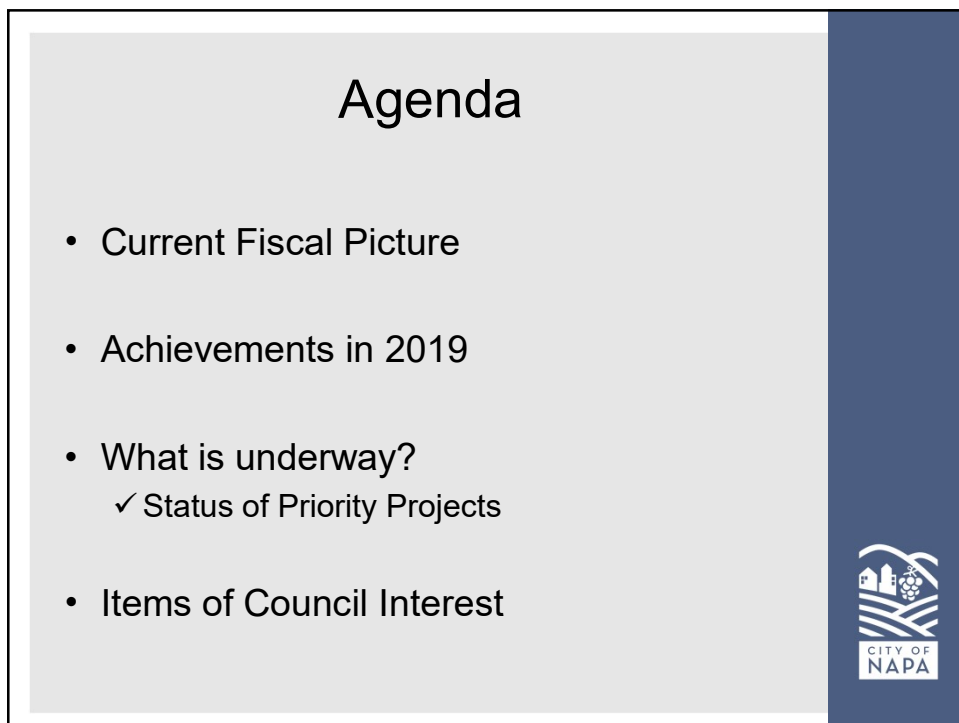 Agenda
• Current Fiscal Picture
• Achievements in 2019
• What is underway?
✓ Status of Priority Projects
• Items of Council Interest
CITY OF
NAPA